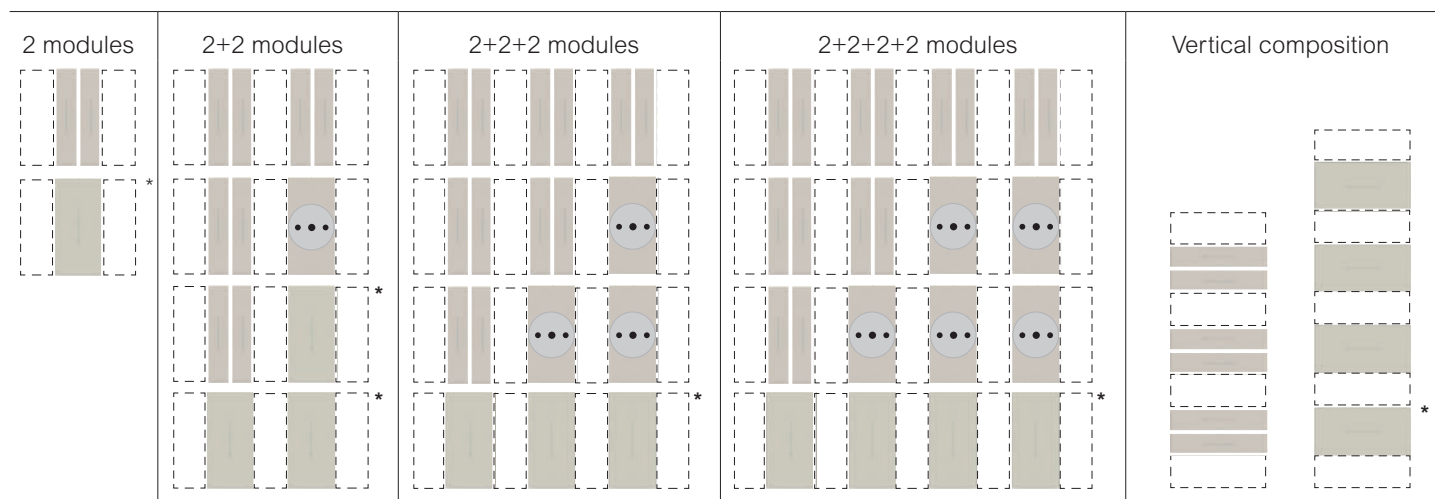 2 modules
2+2 modules
2+2+2 modules
2+2+2+2 modules
Vertical composition
*
*
*
*
*
*